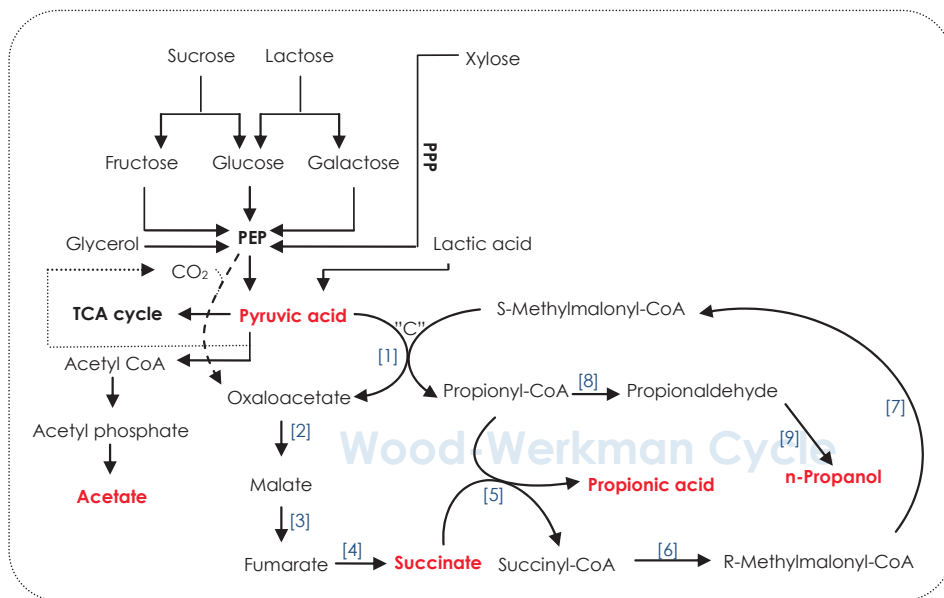 Sucrose Lactose
Xylose
PPP
Fructose Glucose Galactose
Glycerol PEP Lactic acid
CO2
TCA cycle Pyruvic acid S-Methylmalonyl-CoA
"C"
[1]
Acetyl CoA
Oxaloacetate Propionyl-CoA [8] Propionaldehyde [7]
Acetyl phosphate [2] Wood-Werkman Cycle [9]
Acetate Malate [5] Propionic acid n-Propanol
[3]
Fumarate [4] Succinate Succinyl-CoA [6] R-Methylmalonyl-CoA